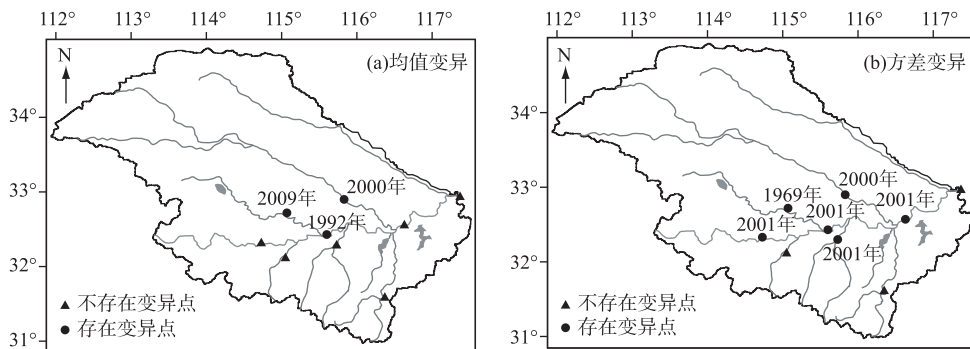 112° 113° 114° 115° 116° 117°
N
(a)均值变异
34°
33°
32°
31°
2009年
2000年
1992年
▲ 不存在变异点
● 存在变异点
112° 113° 114° 115° 116° 117°
N
(b)方差变异
34°
33°
32°
31°
1969年
2000年
2001年
2001年
2001年
2001年
▲ 不存在变异点
● 存在变异点